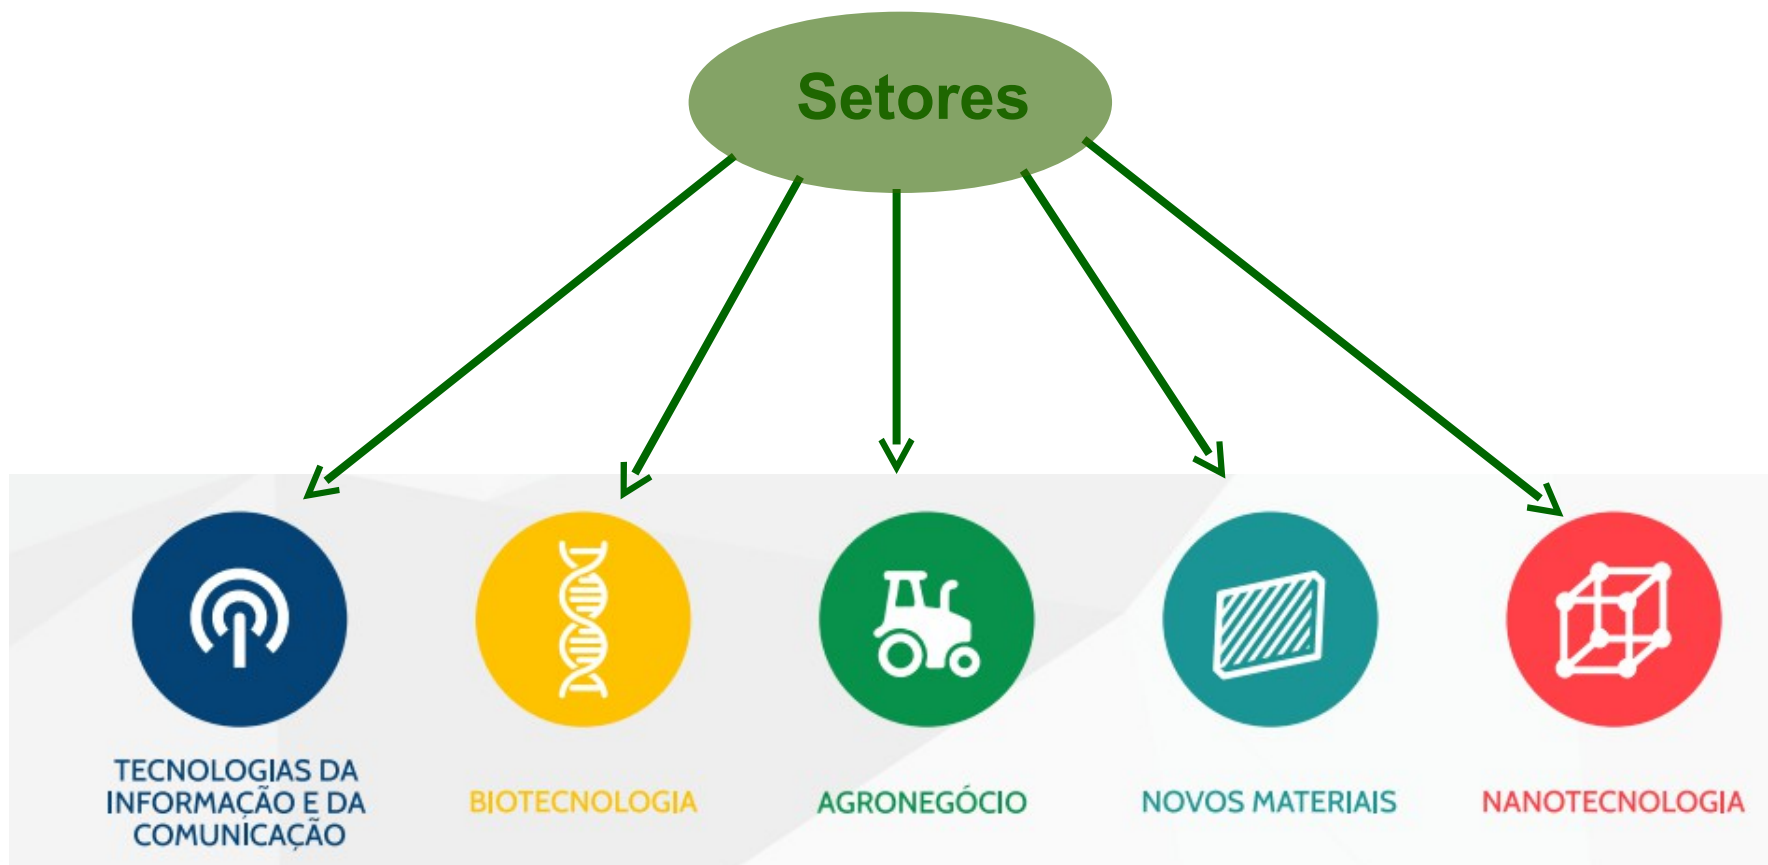 Setores
TECNOLOGIAS DA
INFORMAÇÃO E DA
COMUNICAÇÃO
BIOTECNOLOGIA
AGRONEGÓCIO
NOVOS MATERIAIS
NANOTECNOLOGIA